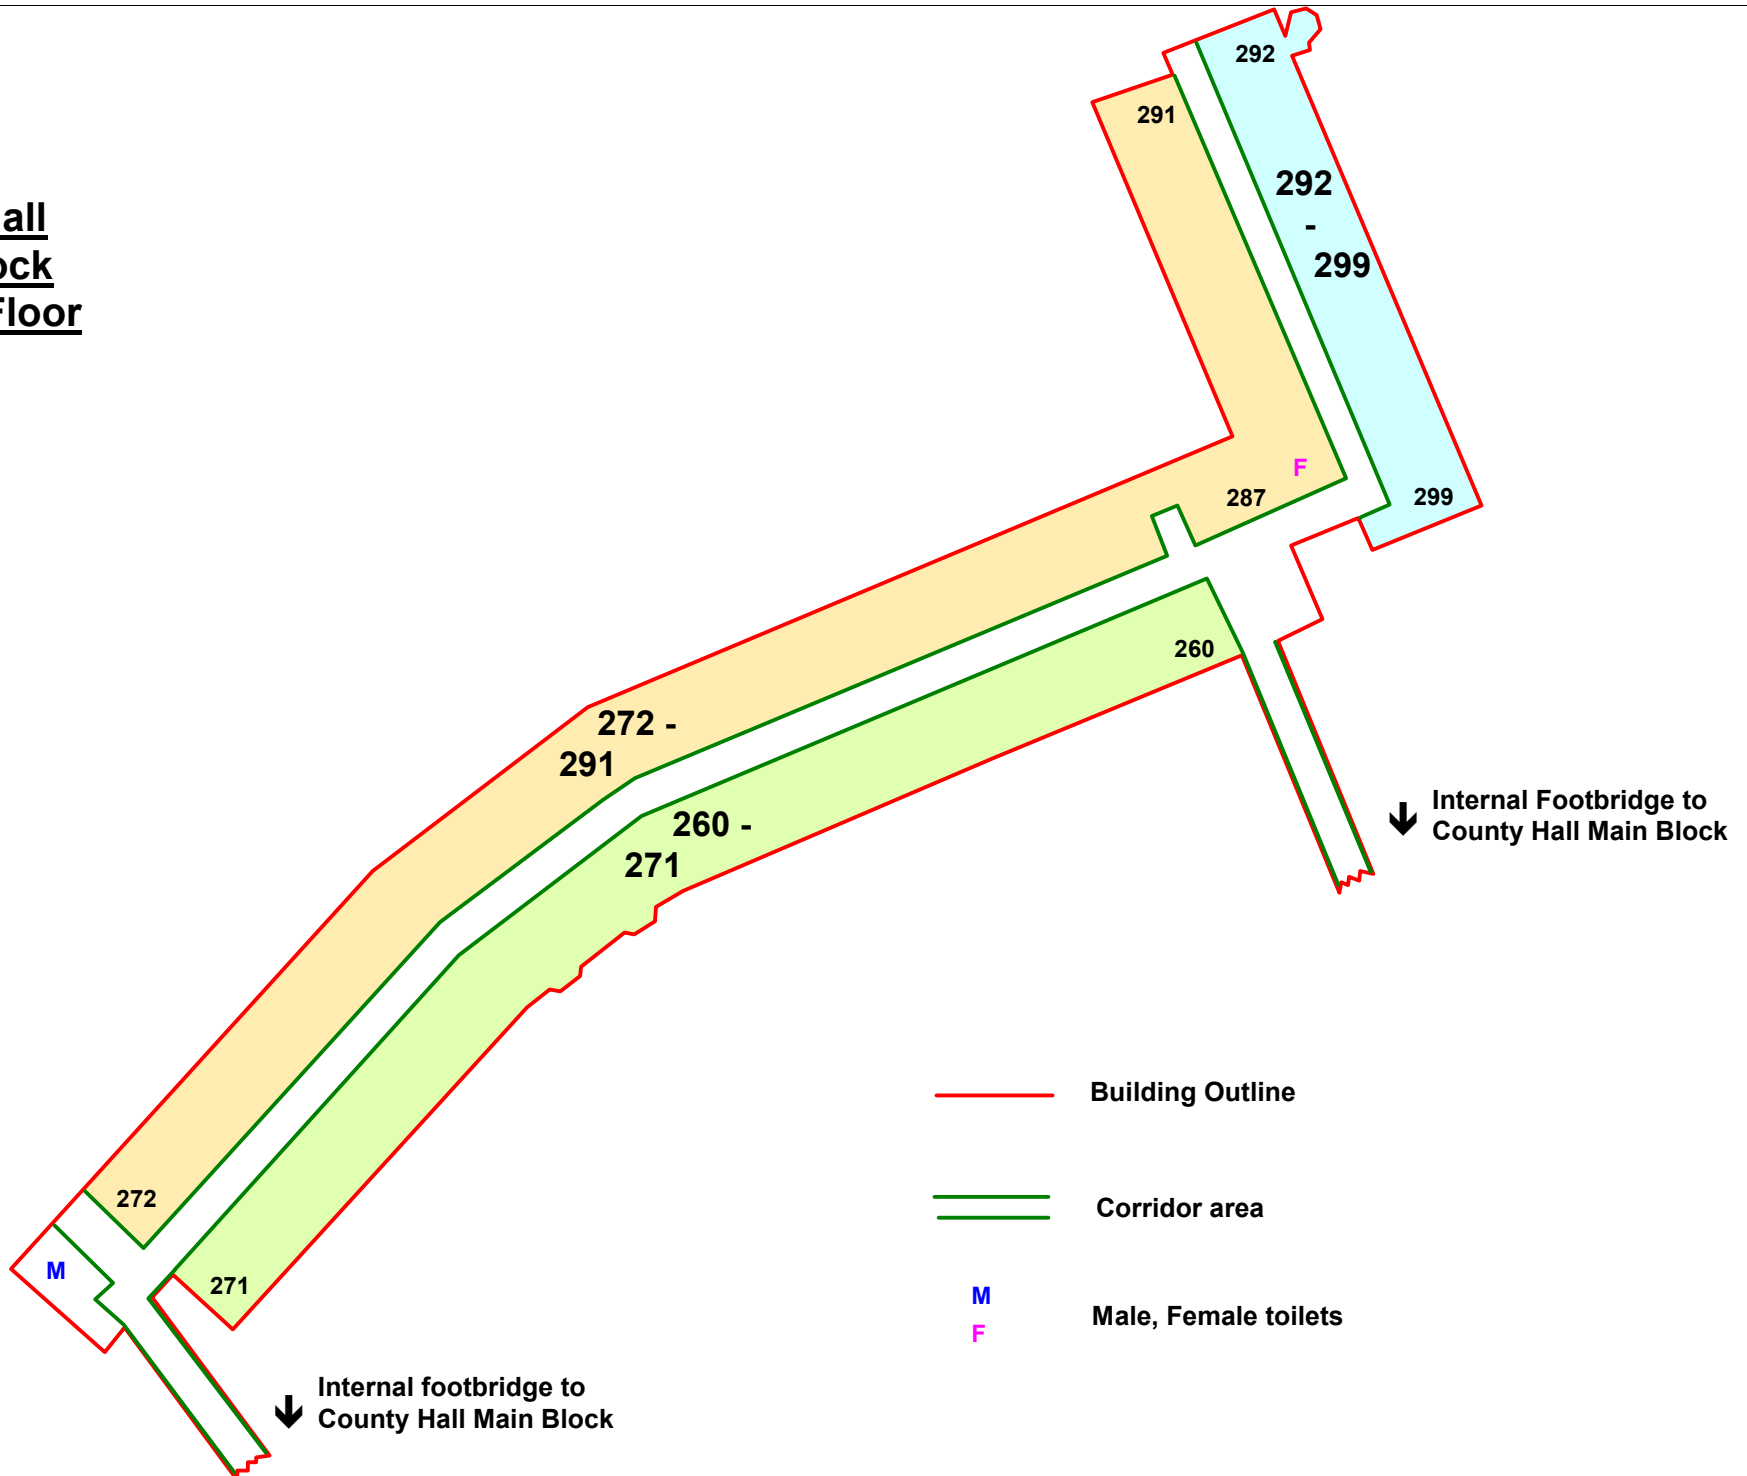 292
291
292
-
299
all
ock
Floor
F
287
299
260
272 -
291
260 -
271
Internal Footbridge to
County Hall Main Block
Building Outline
272
Corridor area
M
271
M
F
Male, Female toilets
Internal footbridge to
County Hall Main Block